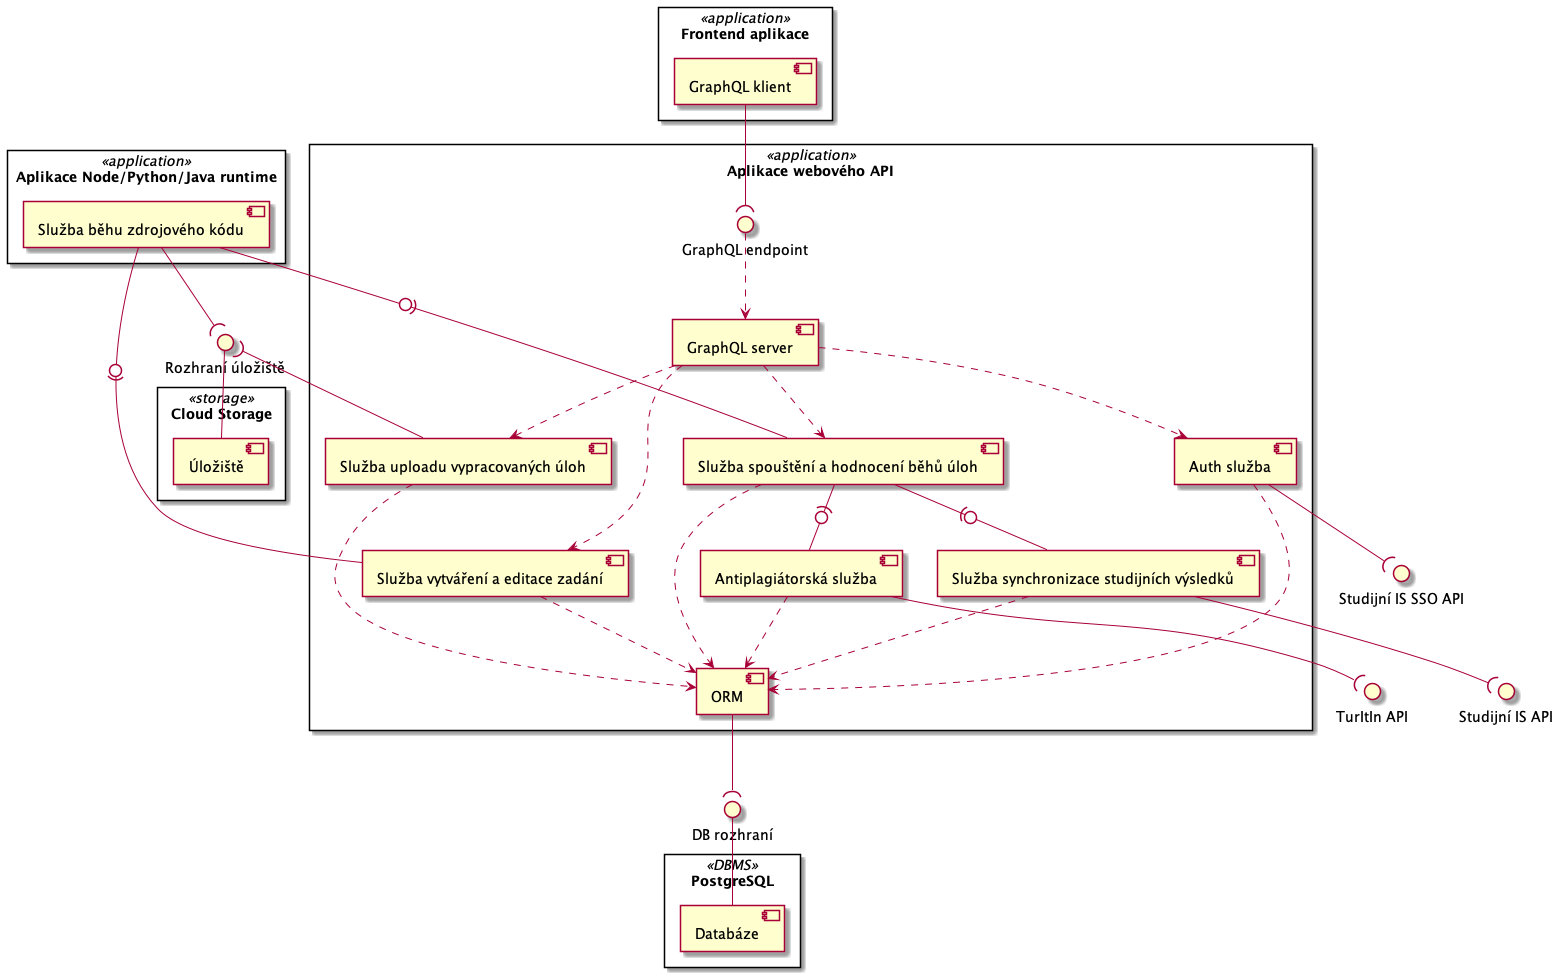 «application»
Frontend aplikace
GraphQL klient
«application»
Aplikace Node/Python/Java runtime
Služba běhu zdrojového kódu
«application»
Aplikace webového API
GraphQL endpoint
GraphQL server
Rozhraní úložiště
«storage»
Cloud Storage
Úložiště
Služba uploadu vypracovaných úloh
Služba spouštění a hodnocení běhů úloh
Auth služba
Služba vytváření a editace zadání
Antiplagiátorská služba
Služba synchronizace studijních výsledků
Studijní IS SSO API
ORM
TurItIn API
Studijní IS API
DB rozhraní
«DBMS»
PostgreSQL
Databáze